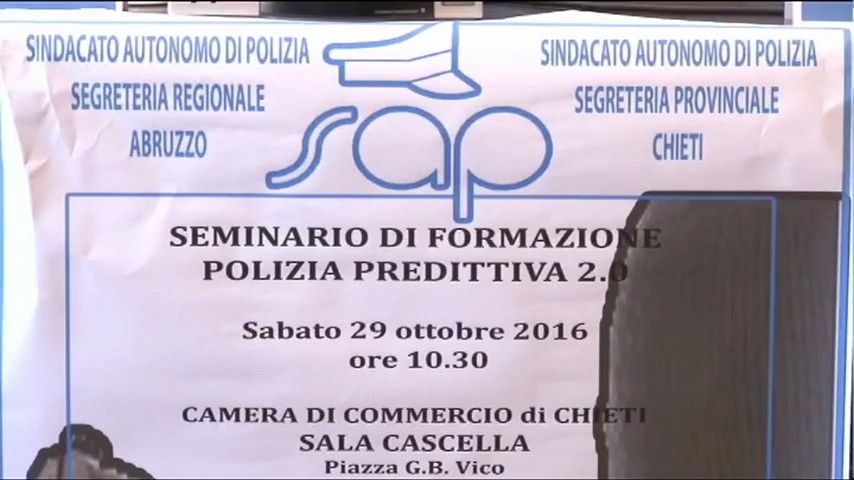 SINDACATO AUTONOMO DI POLIZIA
SEGRETERIA REGIONALE
ABRUZZO
sap
SINDACATO AUTONOMO DI POLIZIA
SEGRETERIA PROVINCIALE
CHIETI
SEMINARIO DI FORMAZIONE
POLIZIA PREDITTIVA 2.0
Sabato 29 ottobre 2016
ore 10.30
CAMERA DI COMMERCIO di CHIETI
SALA CASCELLA
Piazza G.B. Vico